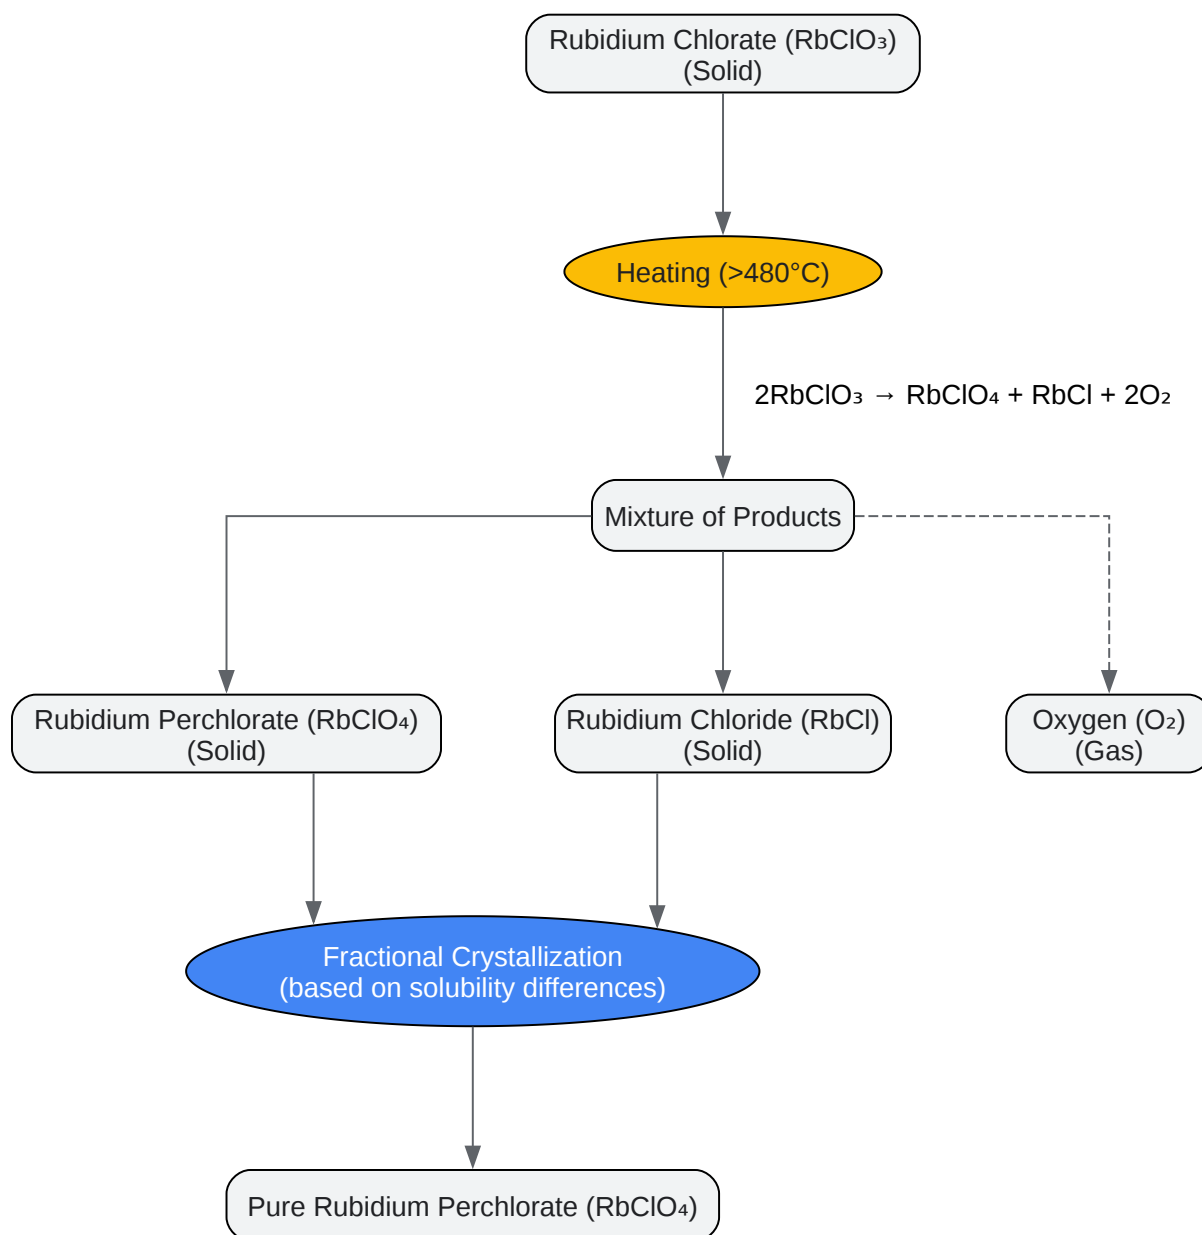 Rubidium Chlorate (RbClO₃)
(Solid)
Heating (>480°C)
2RbClO₃ → RbClO₄ + RbCl + 2O₂
Mixture of Products
Rubidium Perchlorate (RbClO₄)
(Solid)
Rubidium Chloride (RbCl)
(Solid)
Oxygen (O₂)
(Gas)
Fractional Crystallization
(based on solubility differences)
Pure Rubidium Perchlorate (RbClO₄)